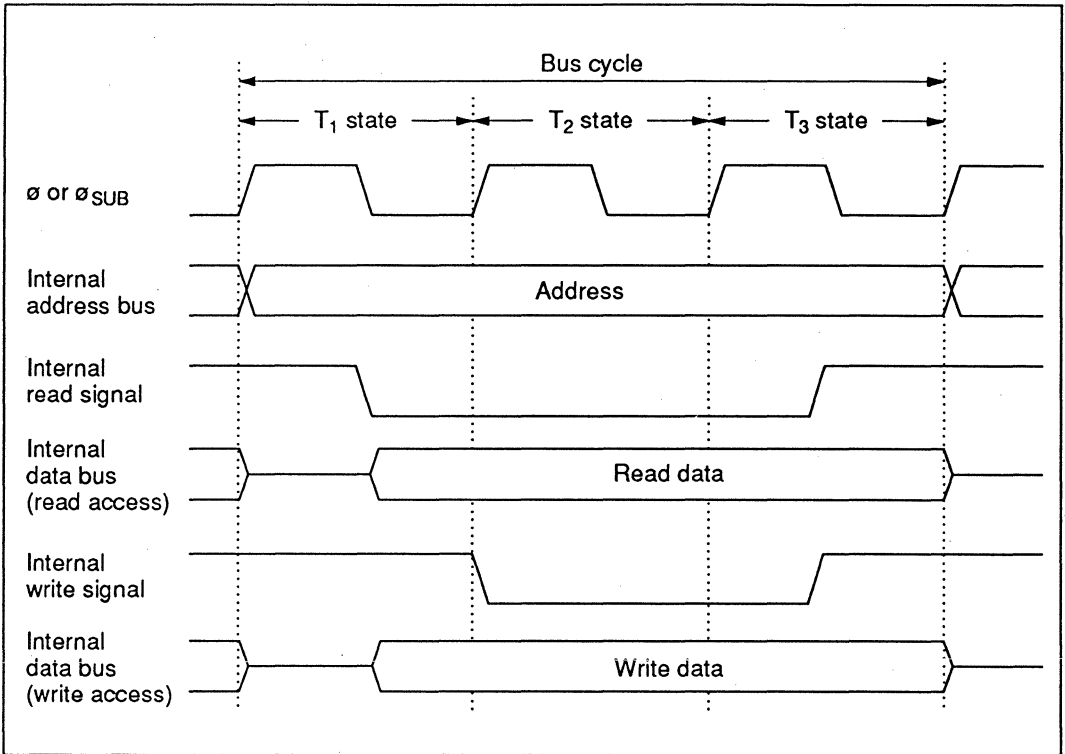 Bus cycle
T₁ state
T₂ state
T₃ state
ø or øSUB
Internal
address bus
Address
Internal
read signal
Internal
data bus
(read access)
Read data
Internal
write signal
Internal
data bus
(write access)
Write data